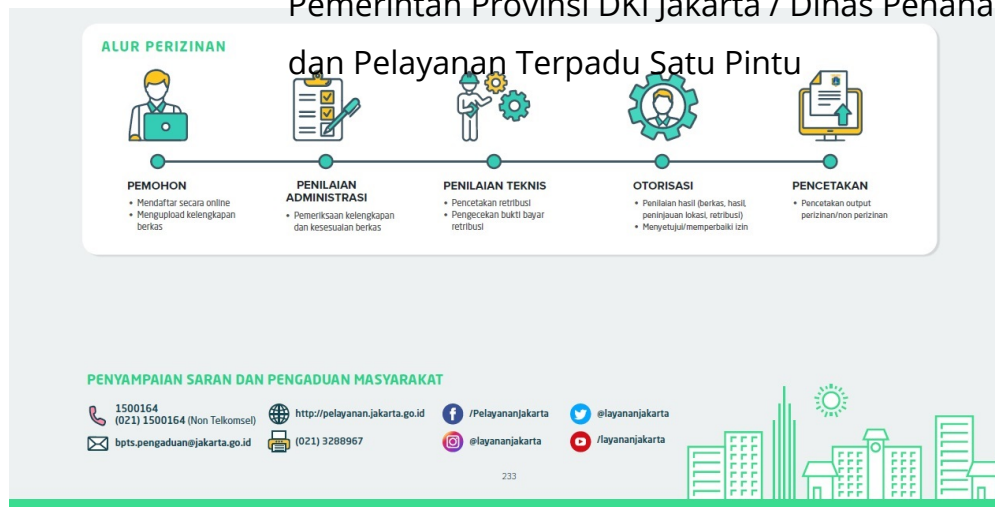 Pemerintah Provinsi DKI Jakarta / Dinas
dan Pelayanan Terpadu Satu Pintu
ALUR PERIZINAN
PEMOHON
• Mendaftar secara online
• Mengupload kelengkapan
berkas
PENILAIAN
ADMINISTRASI
• Pemeriksaan kelengkapan
dan kesesuaian berkas
PENILAIAN TEKNIS
• Pencetakan retribusi
• Pengecekan bukti bayar
retribusi
OTORISASI
• Penilaian hasil (berkas, hasil,
peninjauan lokasi, retribusi)
• Menyetujui/memperbaiki izin
PENCETAKAN
• Pencetakan output
perizinan/non perizinan
PENYAMPAIAN SARAN DAN PENGADUAN MASYARAKAT
1500164
(021) 1500164 (Non Telkomsel)
bpts.pengaduan@jakarta.go.id
http://pelayanan.jakarta.go.id
(021) 3288967
/PelayananJakarta
@layananjakarta
@layananjakarta
/layananjakarta
233